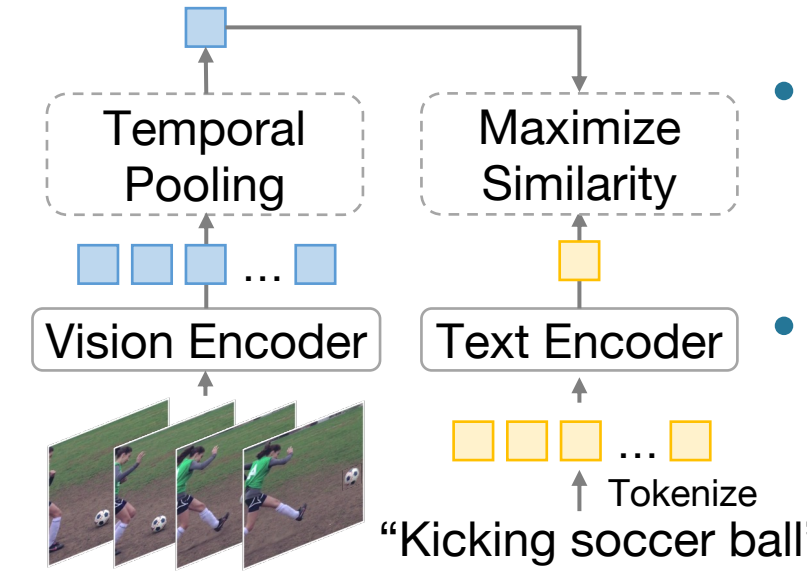 Temporal
Pooling
Maximize
Similarity
...
Vision Encoder
Text Encoder
...
Tokenize
“Kicking soccer ball”